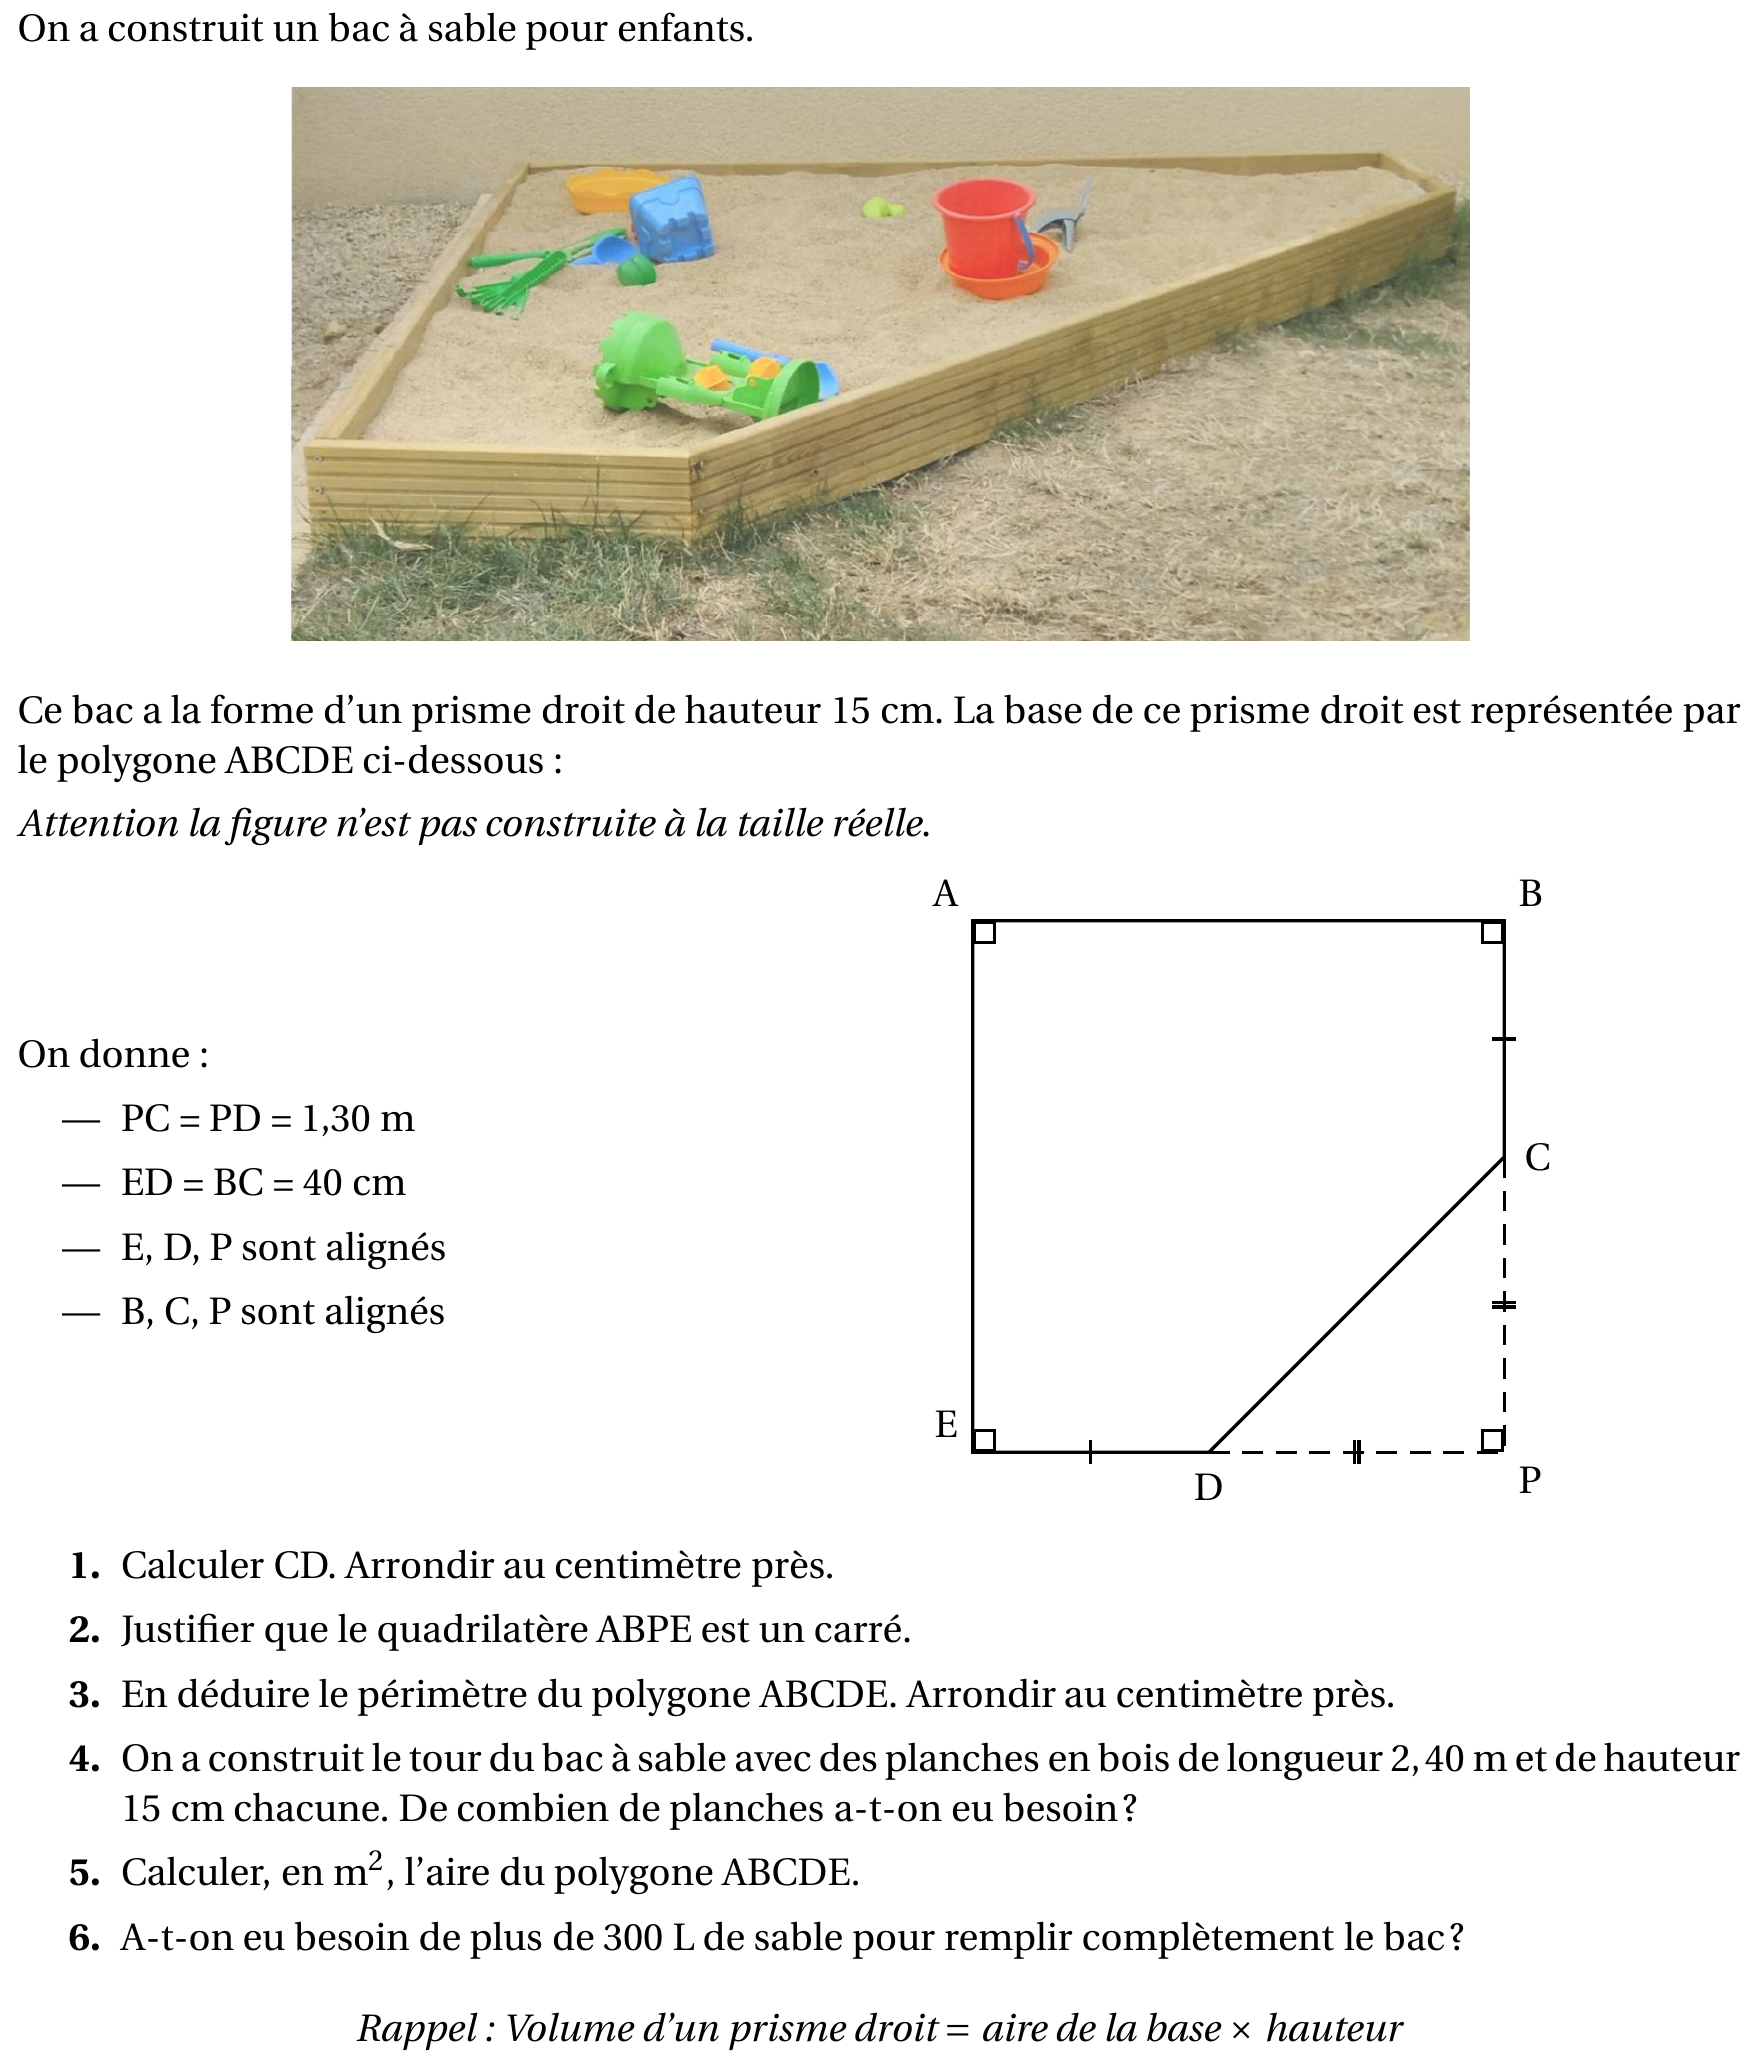 On a construit un bac à sable pour enfants.
Ce bac a la forme d'un prisme droit de hauteur 15 cm. La base de ce prisme droit est représentée par
le polygone ABCDE ci-dessous :
Attention la figure n'est pas construite à la taille réelle.
On donne :
— PC = PD = 1,30 m
— ED = BC = 40 cm
— E, D, P sont alignés
— B, C, P sont alignés
A
B
C
E
D
P
1. Calculer CD. Arrondir au centimètre près.
2. Justifier que le quadrilatère ABPE est un carré.
3. En déduire le périmètre du polygone ABCDE. Arrondir au centimètre près.
4. On a construit le tour du bac à sable avec des planches en bois de longueur 2,40 m et de hauteur
15 cm chacune. De combien de planches a-t-on eu besoin ?
5. Calculer, en m², l'aire du polygone ABCDE.
6. A-t-on eu besoin de plus de 300 L de sable pour remplir complètement le bac ?
Rappel : Volume d'un prisme droit = aire de la base × hauteur